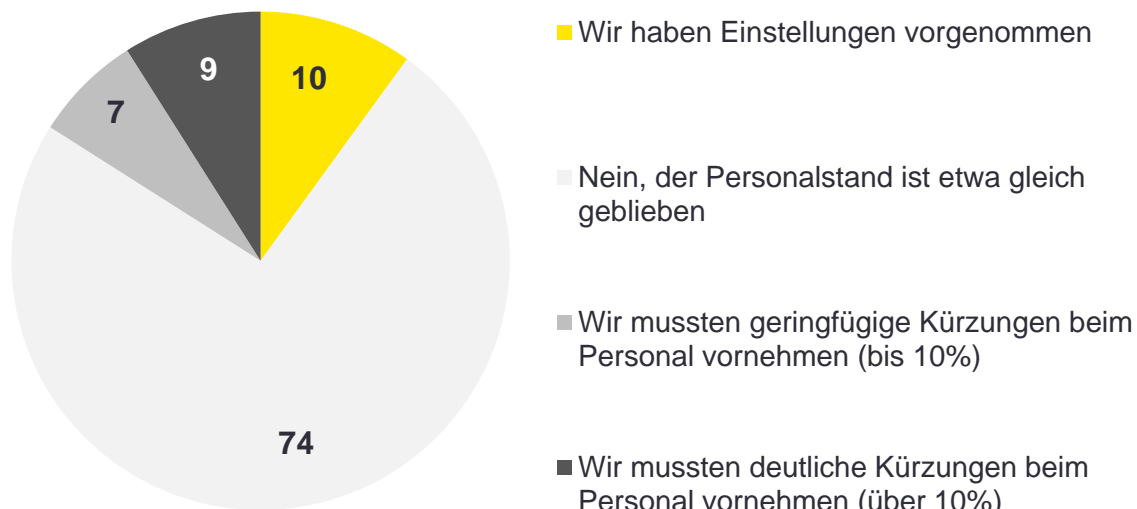 9
10
7
74
Wir haben Einstellungen vorgenommen
Nein, der Personalstand ist etwa gleich
geblieben
Wir mussten geringfügige Kürzungen beim
Personal vornehmen (bis 10%)
Wir mussten deutliche Kürzungen beim
Personal vornehmen (über 10%)